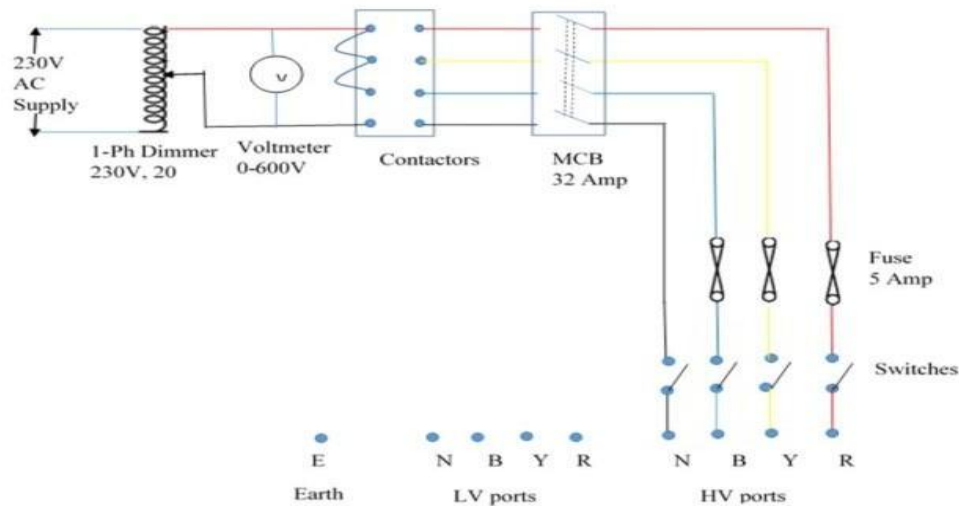 230V
AC
Supply
1-Ph Dimmer
230V, 20
V
Voltmeter
0-600V
Contactors
MCB
32 Amp
Fuse
5 Amp
Switches
E
N B Y R
N B Y R
Earth
LV ports
HV ports